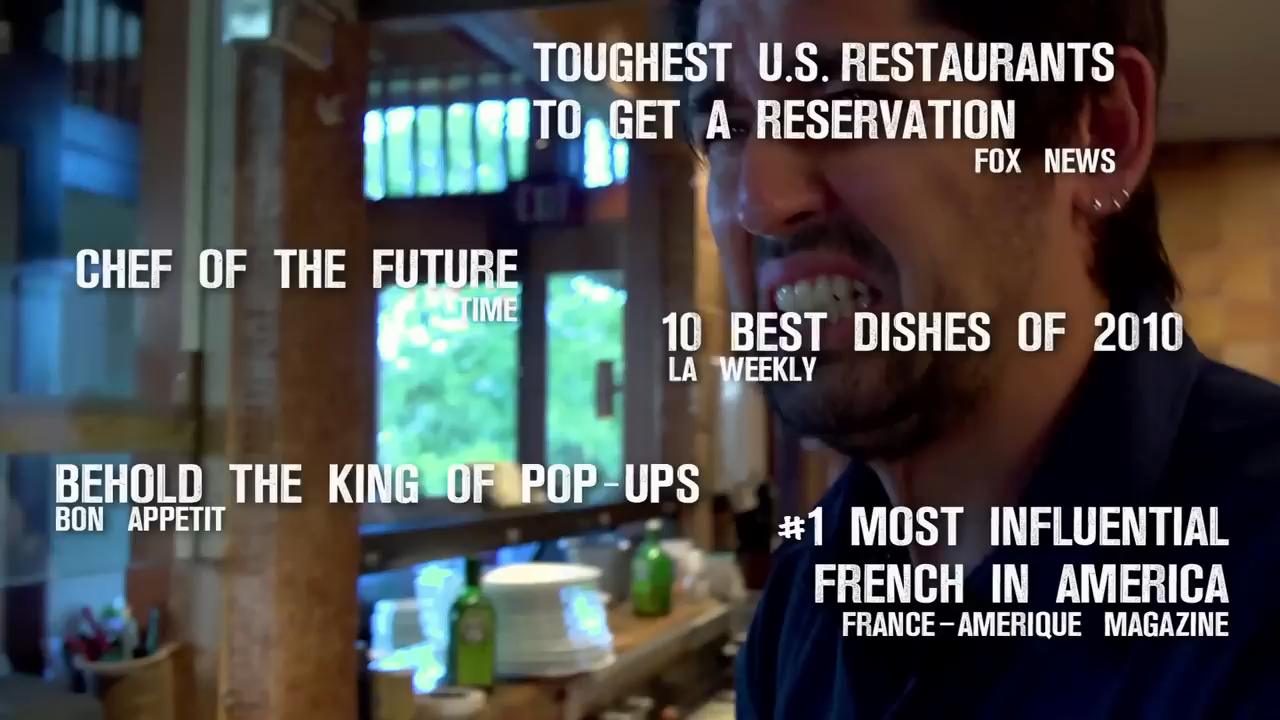 TOUGHEST U.S. RESTAURANTS
TO GET A RESERVATION
FOX NEWS
CHEF OF THE FUTURE
TIME
10 BEST DISHES OF 2010
LA WEEKLY
BEHOLD THE KING OF POP-UPS
BON APPETIT
#1 MOST INFLUENTIAL
FRENCH IN AMERICA
FRANCE-AMERIQUE MAGAZINE
EXIT